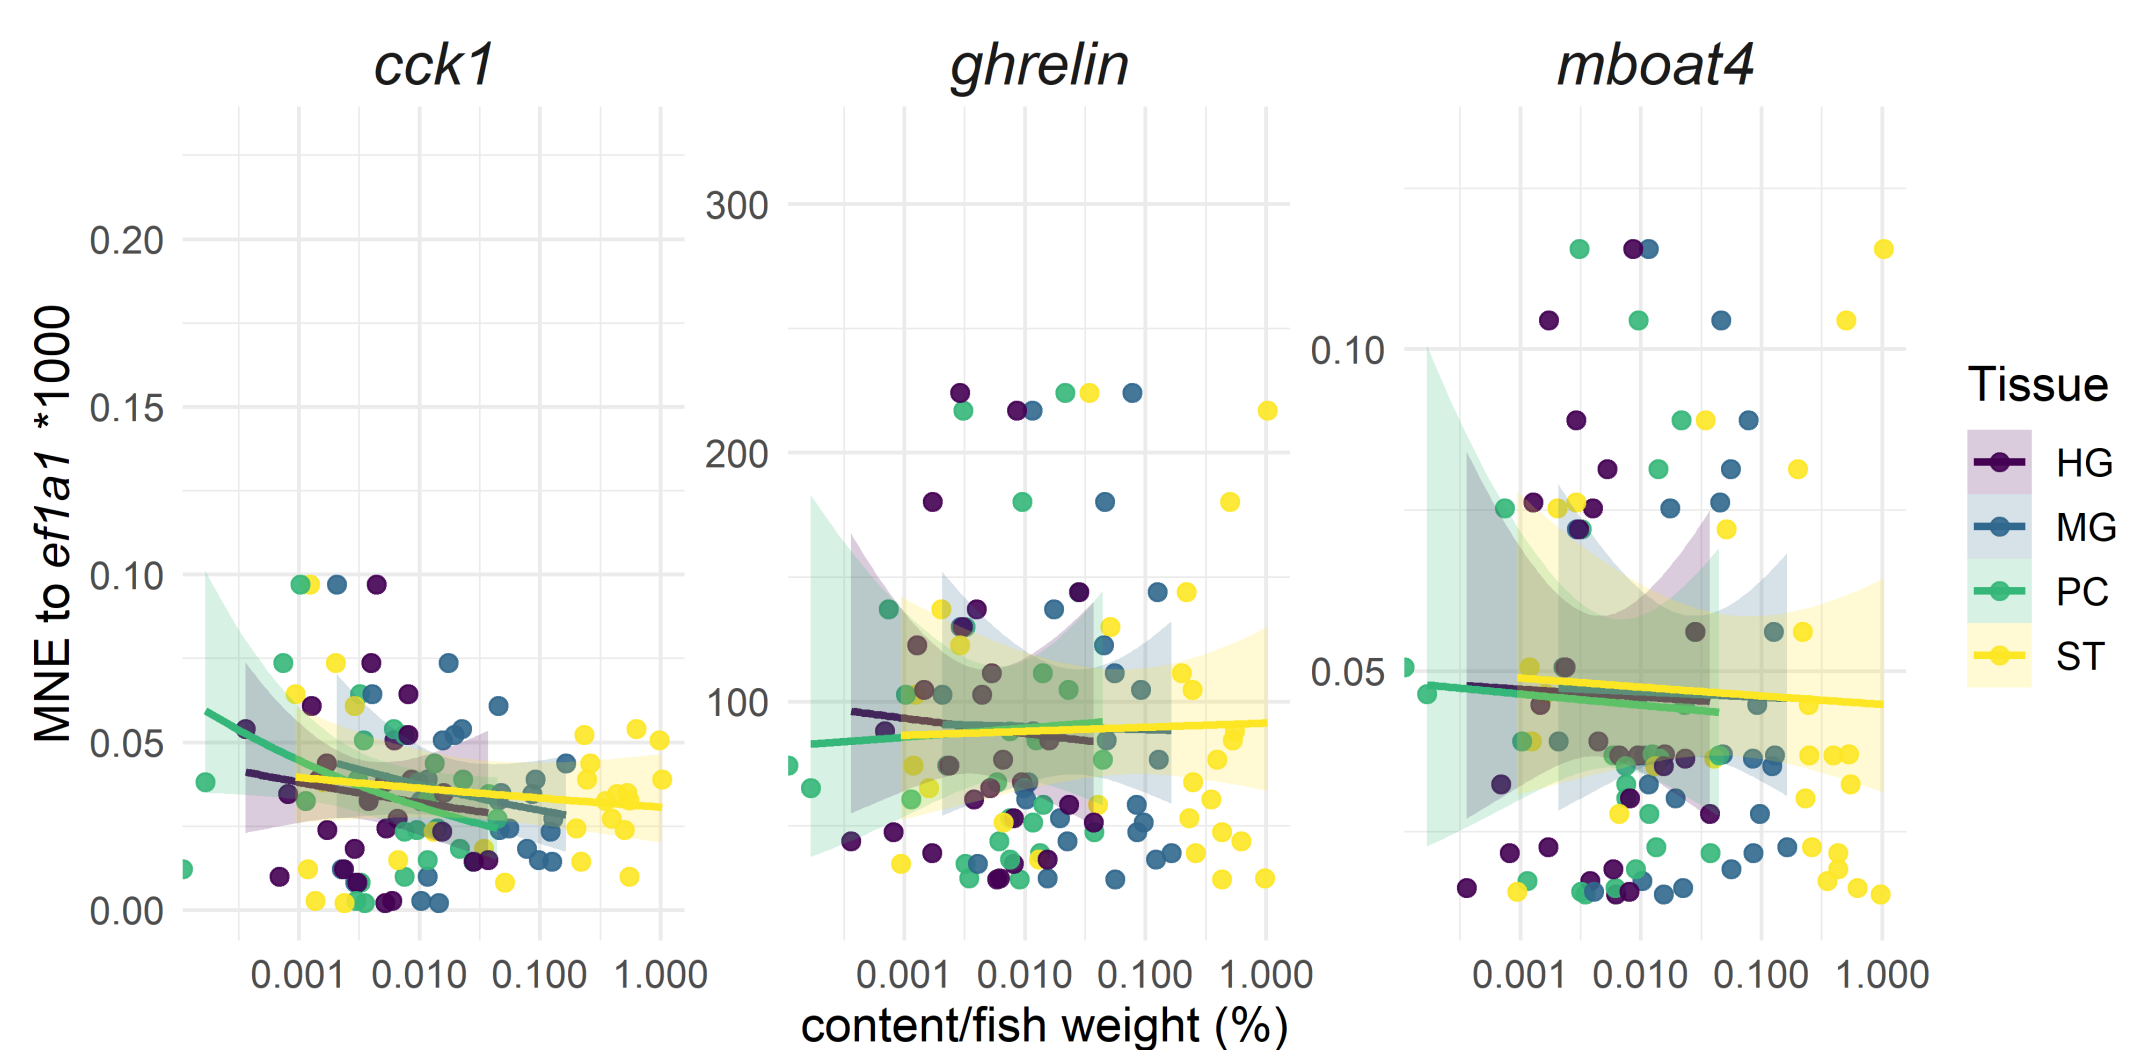 cck1 ghrelin mboat4
MNE to ef1a1 *1000
0.20
0.15
0.10
0.05
0.00
300
200
100
0.10
0.05
0.001 0.010 0.100 1.000
0.001 0.010 0.100 1.000
0.001 0.010 0.100 1.000
content/fish weight (%)
Tissue
HG
MG
PC
ST